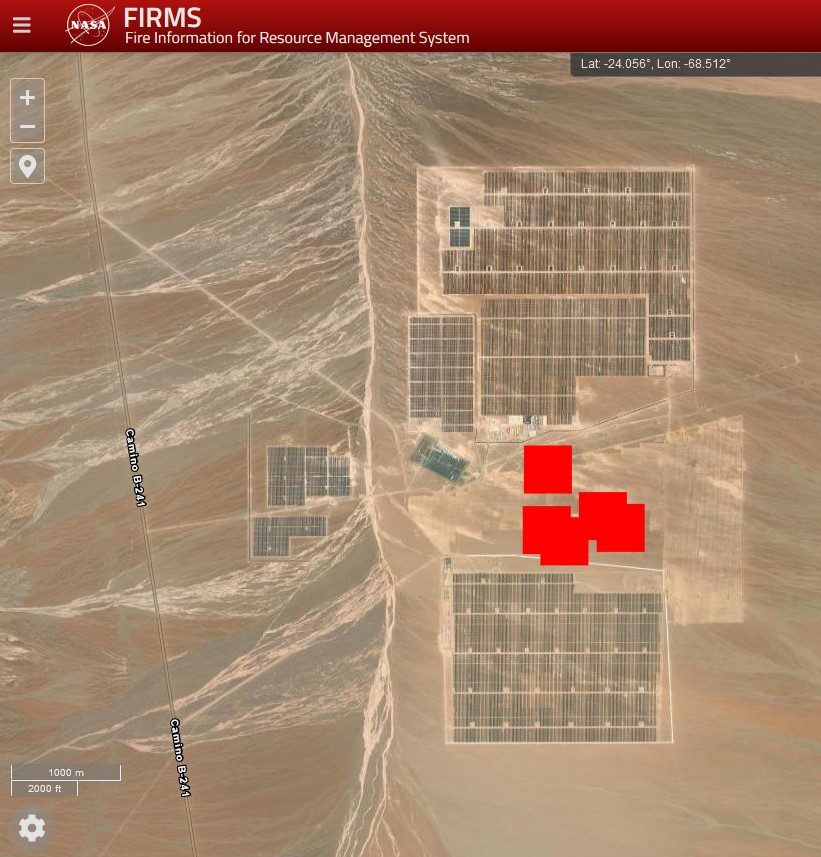 NASA
FIRMS
Fire Information for Resource Management System
Lat: -24.056°, Lon: -68.512°
+
−
Camino B-241
Camino B-241
1000 m
2000 ft